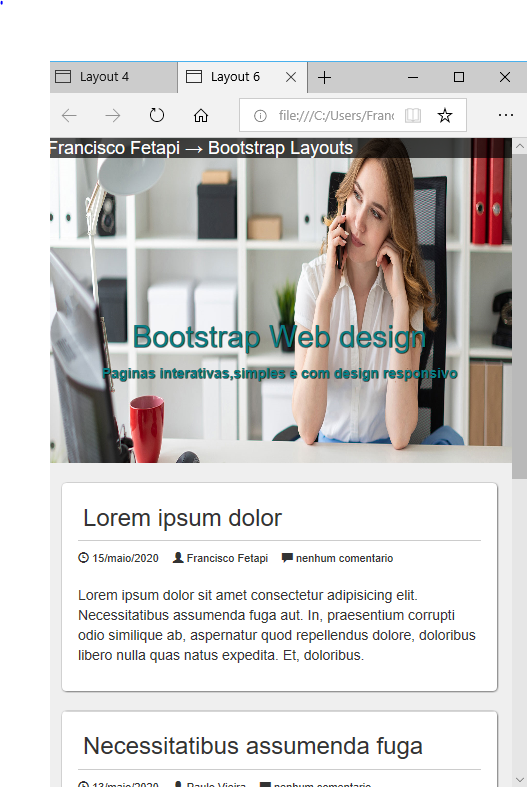 Layout 4
Layout 6
file:///C:/Users/Franc
Francisco Fetapi → Bootstrap Layouts
Bootstrap Web design
Paginas interativas,simples e com design responsivo
Lorem ipsum dolor
15/maio/2020 Francisco Fetapi nenhum comentario
Lorem ipsum dolor sit amet consectetur adipisicing elit.
Necessitatibus assumenda fuga aut. In, praesentium corrupti
odio similique ab, aspernatur quod repellendus dolore, doloribus
libero nulla quas natus expedita. Et, doloribus.
Necessitatibus assumenda fuga
13/maio/2020 Paulo Vieira nenhum comentario